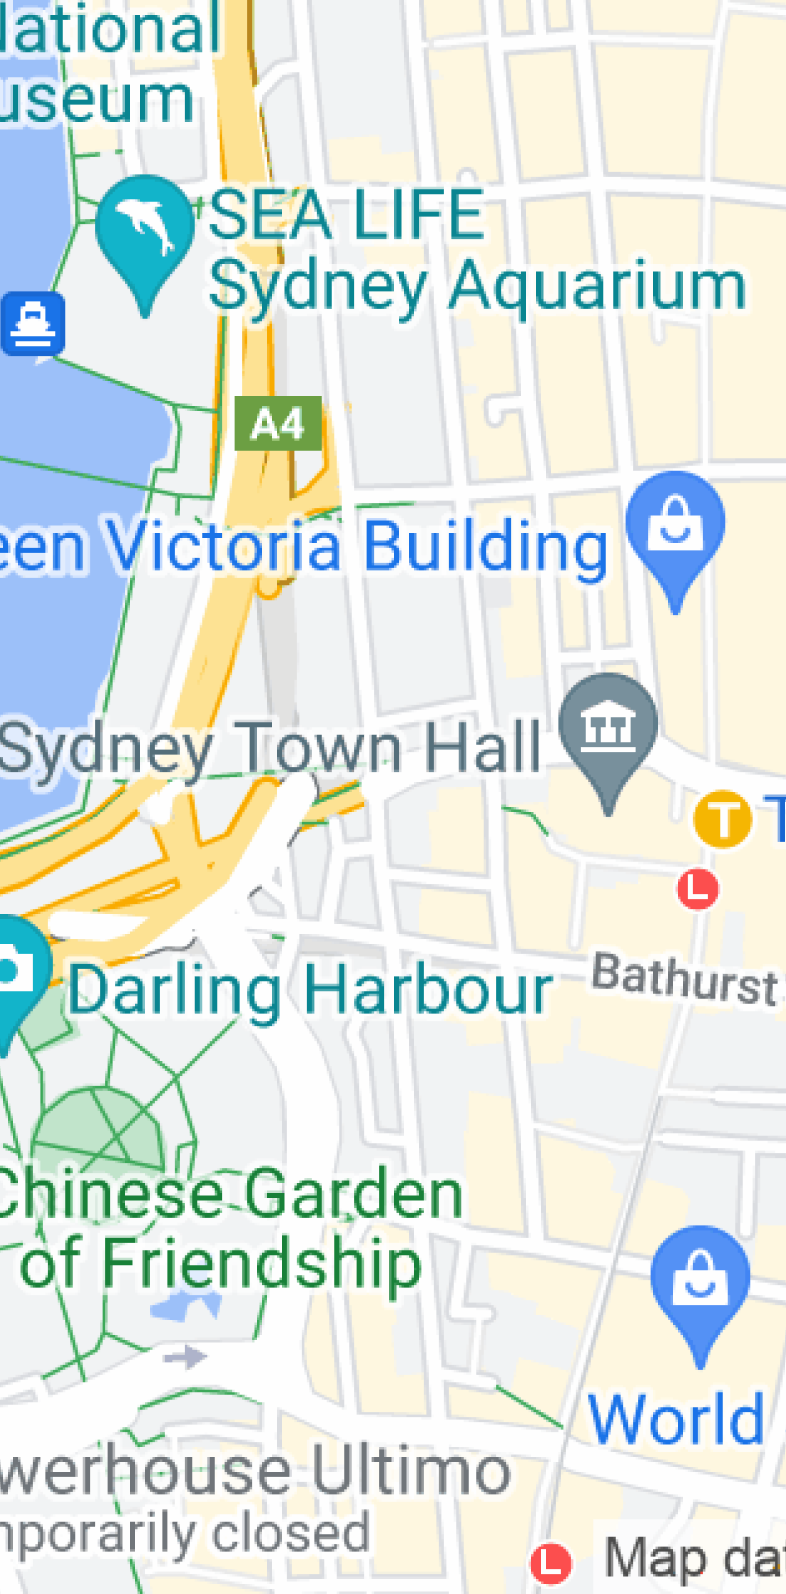 lational
useum
SEA LIFE
Sydney Aquarium
A4
een Victoria Building
Sydney Town Hall
T
T
L
Bathurst
Darling Harbour
Chinese Garden
of Friendship
World
werhouse Ultimo
nporarily closed
L
Map dat